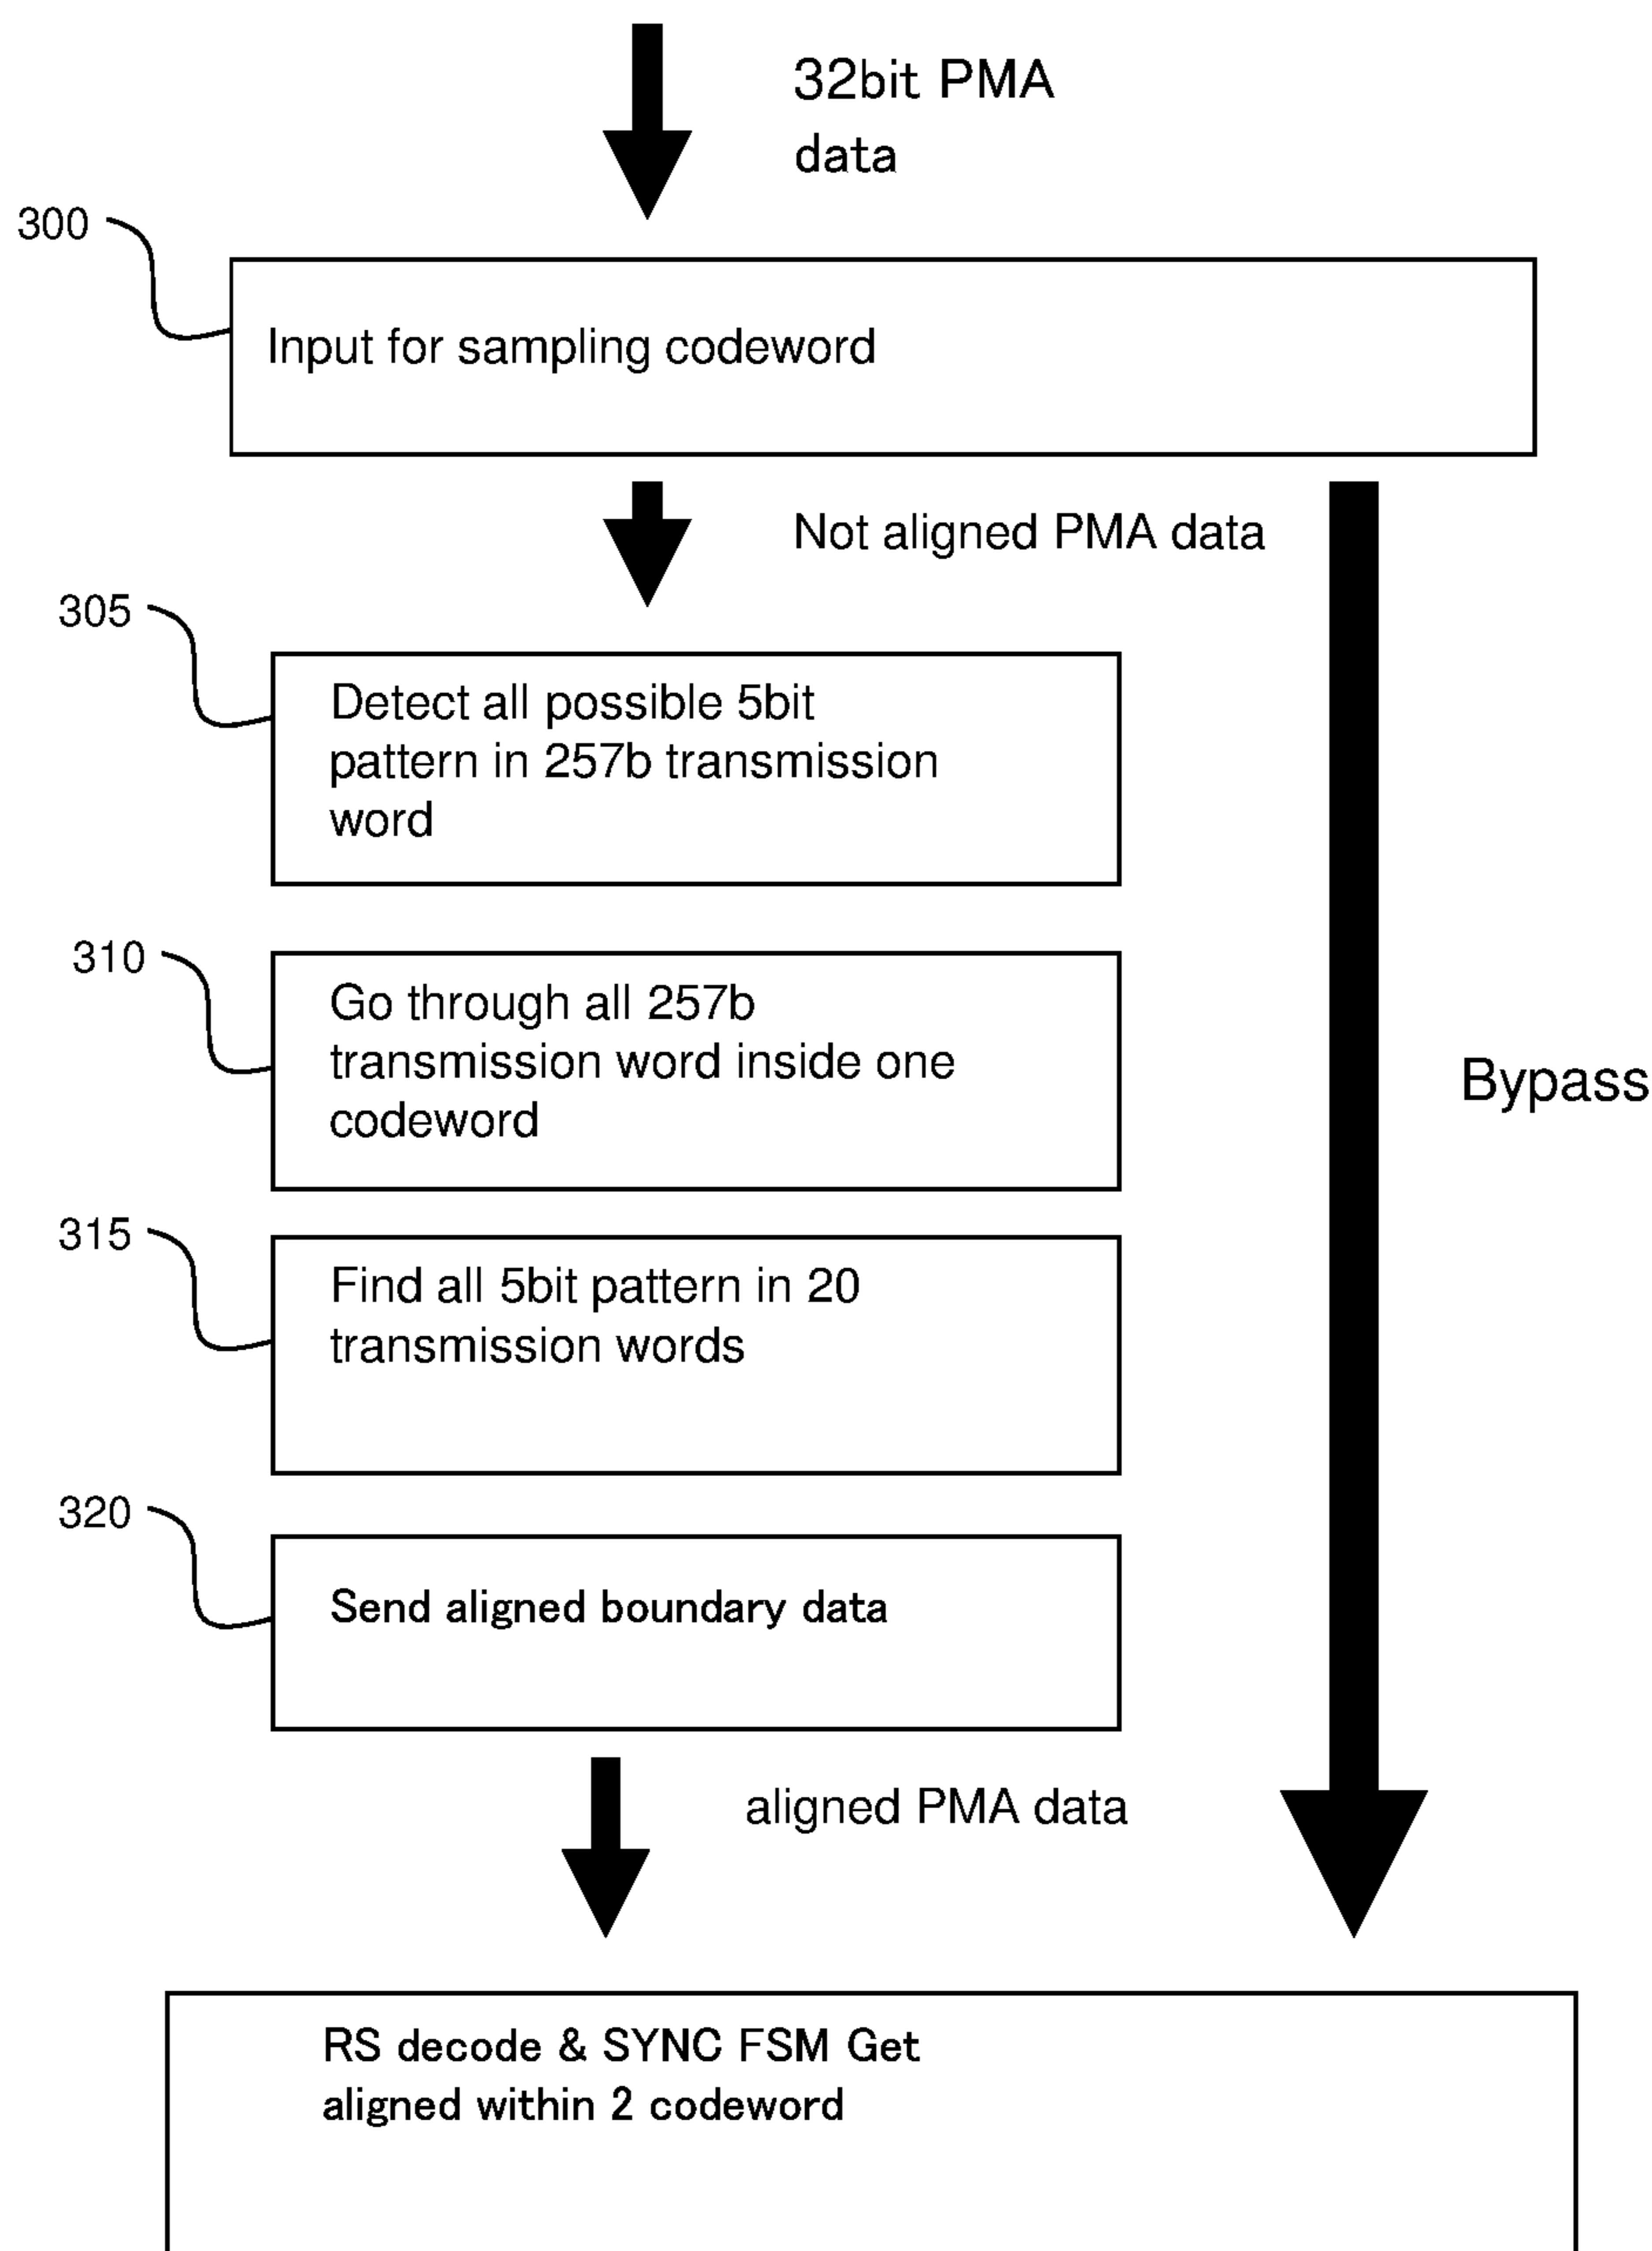 32bit PMA
data
300
Input for sampling codeword
Not aligned PMA data
305
Detect all possible 5bit
pattern in 257b transmission
word
310
Go through all 257b
transmission word inside one
codeword
Bypass
315
Find all 5bit pattern in 20
transmission words
320
Send aligned boundary data
aligned PMA data
RS decode & SYNC FSM Get
aligned within 2 codeword